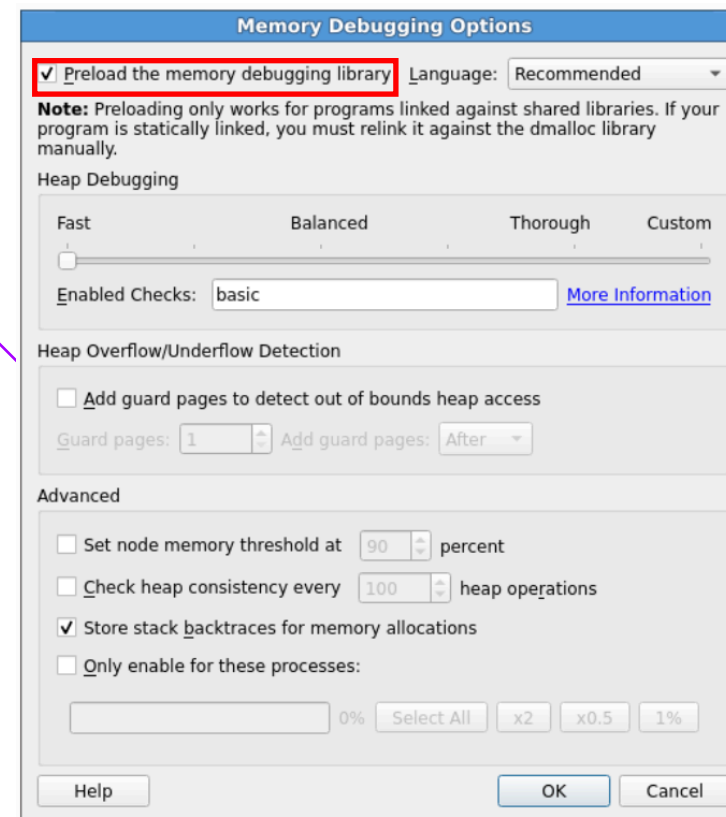 Memory Debugging Options
Preload the memory debugging library Language: Recommended
Note: Preloading only works for programs linked against shared libraries. If your
program is statically linked, you must relink it against the dmalloc library
manually.
Heap Debugging
Fast Balanced Thorough Custom
Enabled Checks: basic More Information
Heap Overflow/Underflow Detection
Add guard pages to detect out of bounds heap access
Guard pages: 1 Add guard pages: After
Advanced
Set node memory threshold at 90 percent
Check heap consistency every 100 heap operations
Store stack backtraces for memory allocations
Only enable for these processes:
0% Select All x2 x0.5 1%
Help OK Cancel